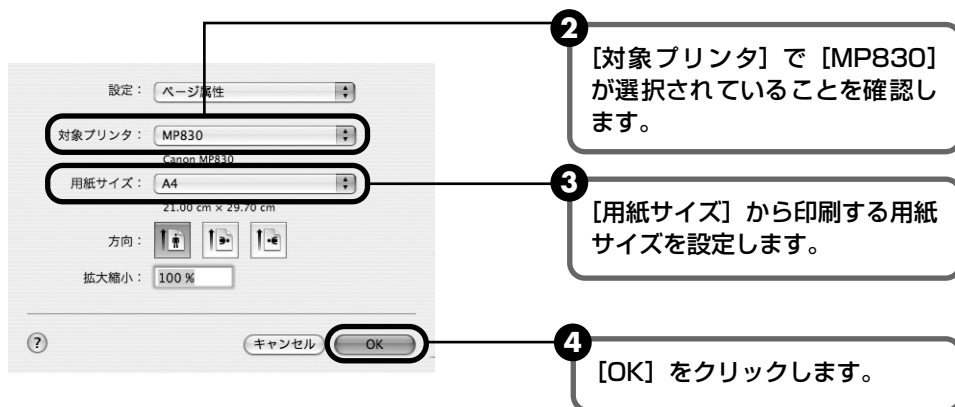 設定： ページ属性
対象プリンタ： MP830
Canon MP830
用紙サイズ： A4
21.00 cm × 29.70 cm
方向：
拡大縮小： 100 %
? キャンセル OK
2
［対象プリンタ］で［MP830］
が選択されていることを確認し
ます。
3
［用紙サイズ］から印刷する用紙
サイズを設定します。
4
［OK］をクリックします。